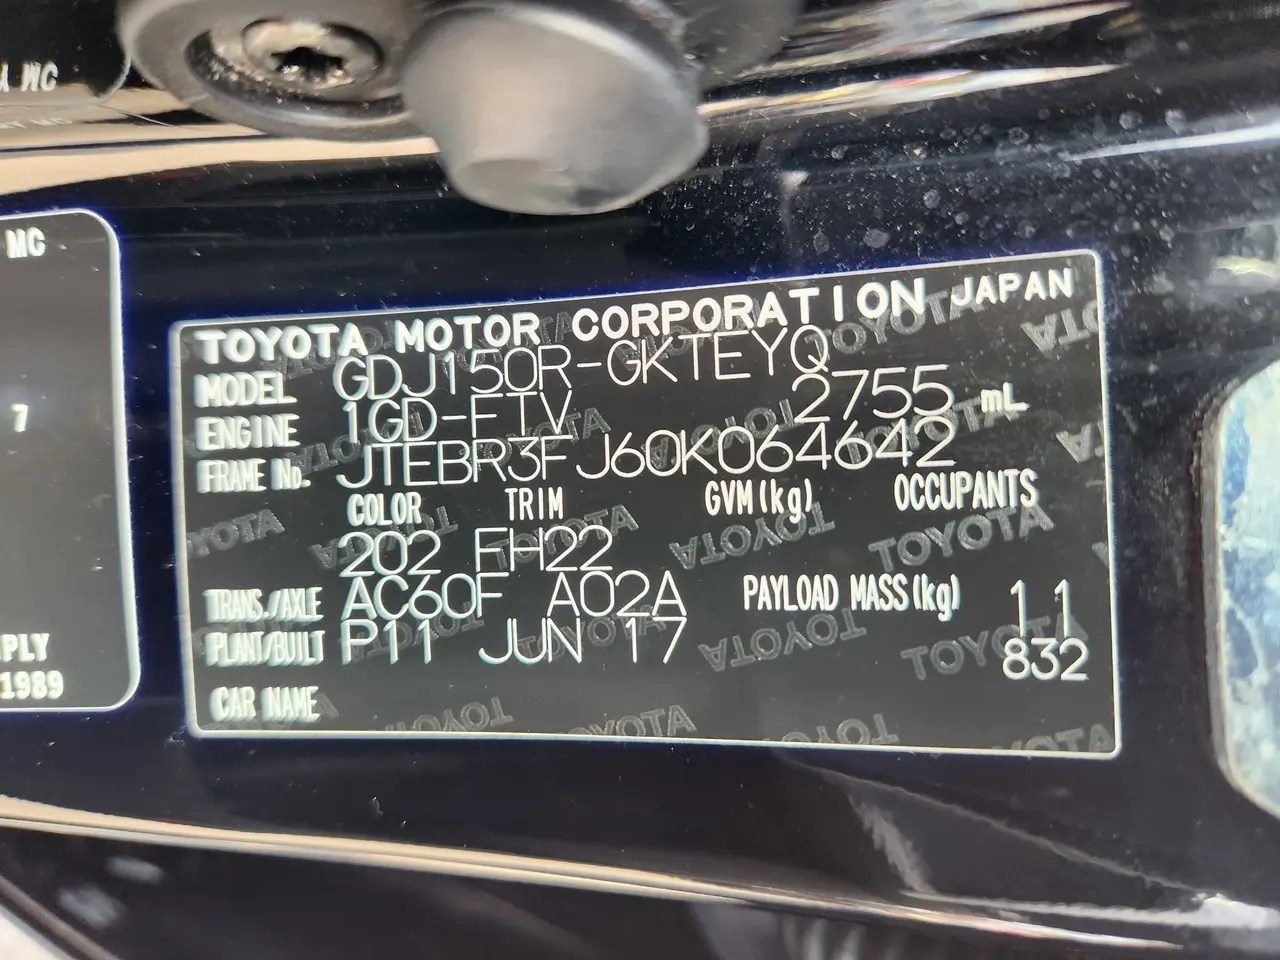 MC
MC
7
PLY
1989
TOYOTA MOTOR CORPORATION JAPAN
MODEL GDJ150R-GKTEYQ
ENGINE 1GD-FTV 2755 mL
FRAME No. JTEBR3FJ60K064642
COLOR TRIM GVM(kg) OCCUPANTS
202 FH22
TRANS./AXLE AC60F A02A PAYLOAD MASS(kg) 11
PLANT/BUILT P11 JUN 17 832
CAR NAME